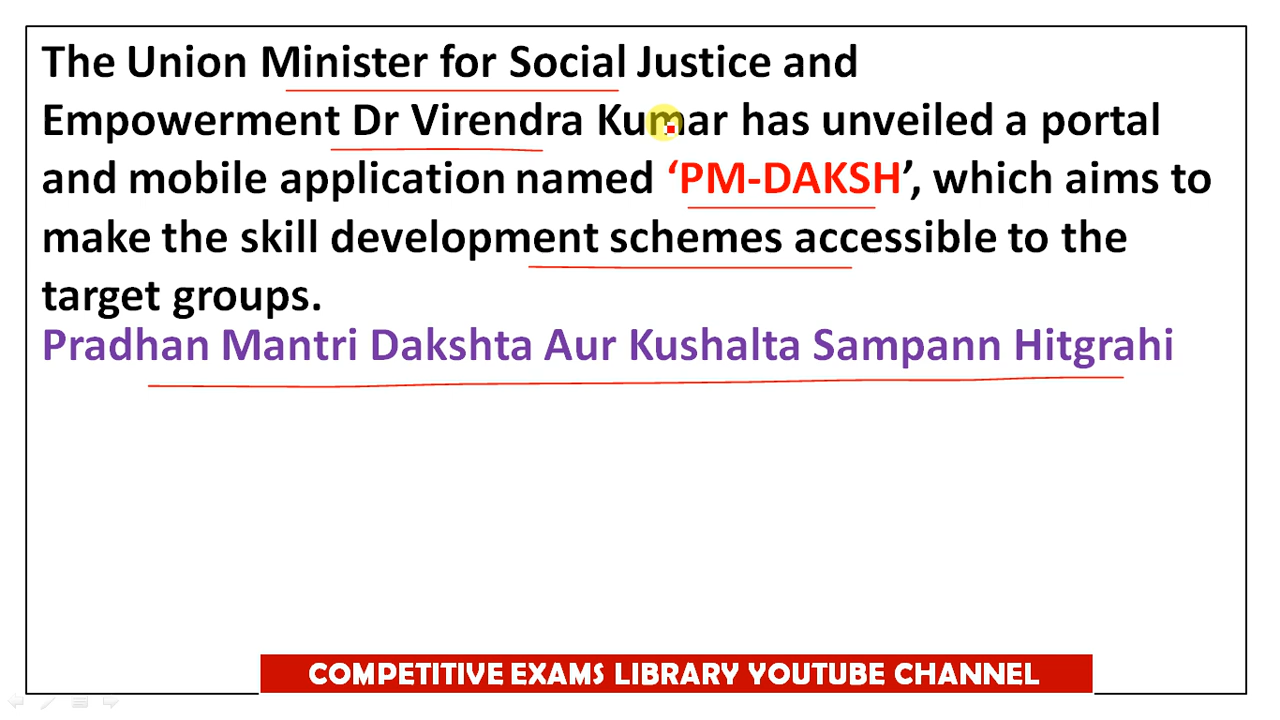 The Union Minister for Social Justice and
Empowerment Dr Virendra Kumar has unveiled a portal
and mobile application named ‘PM-DAKSH’, which aims to
make the skill development schemes accessible to the
target groups.
Pradhan Mantri Dakshta Aur Kushalta Sampann Hitgrahi
COMPETITIVE EXAMS LIBRARY YOUTUBE CHANNEL